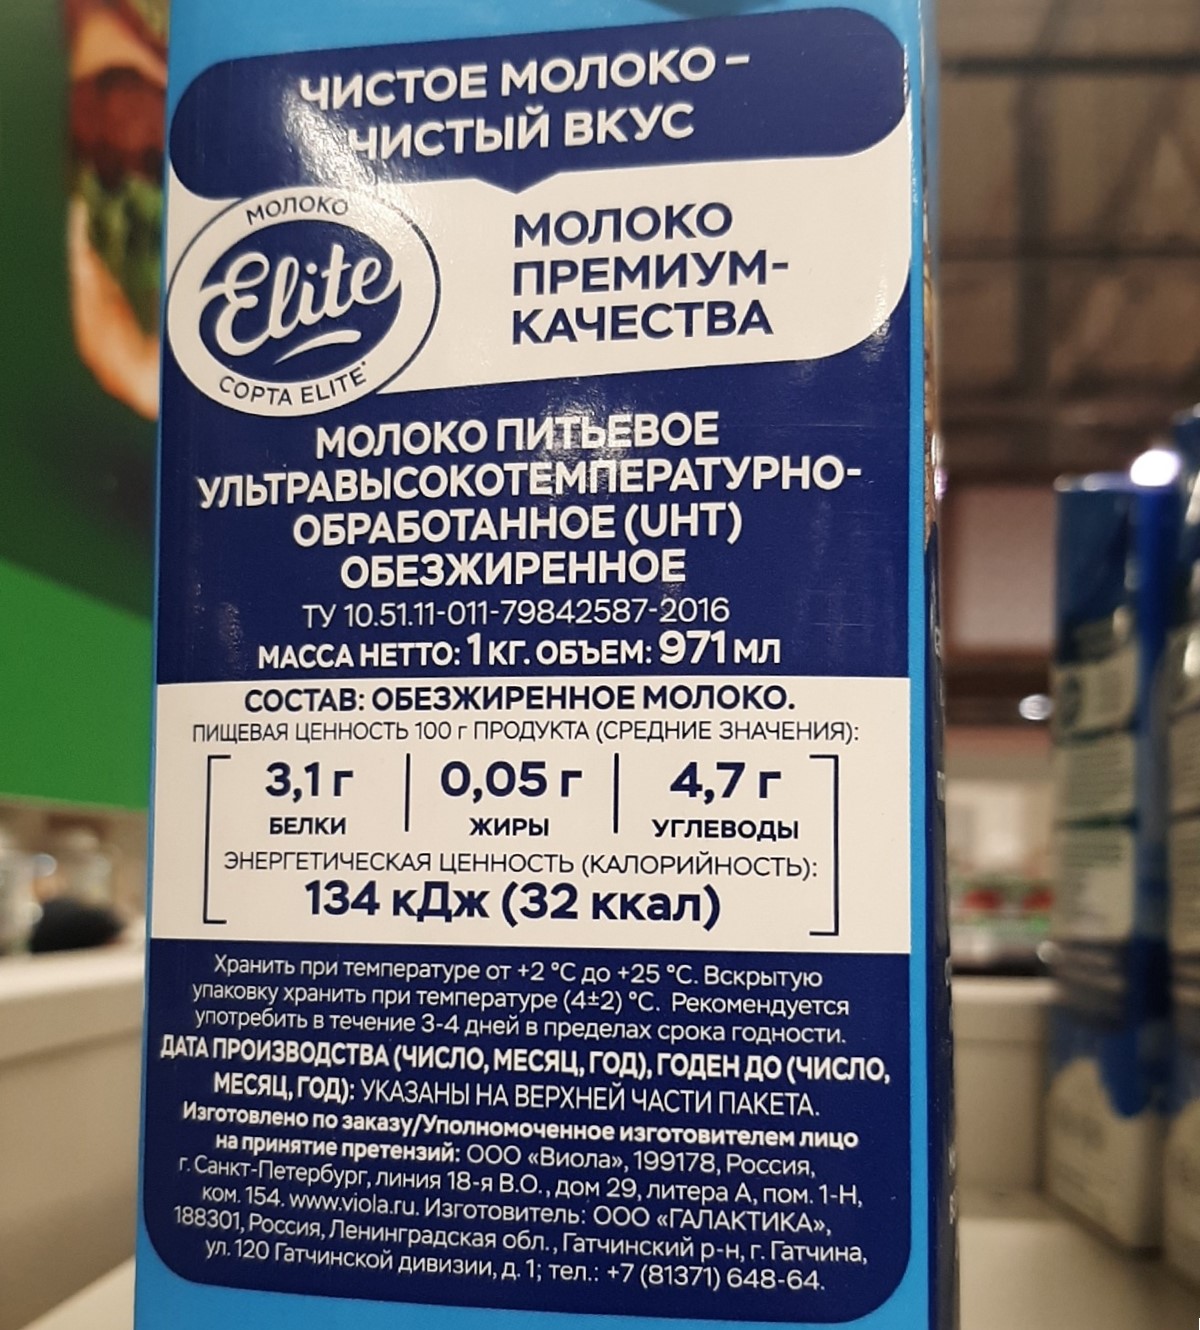 ЧИСТОЕ МОЛОКО –
ЧИСТЫЙ ВКУС
МОЛОКО
Elite
СОРТА ELITE*
МОЛОКО
ПРЕМИУМ-
КАЧЕСТВА
МОЛОКО ПИТЬЕВОЕ
УЛЬТРАВЫСОКОТЕМПЕРАТУРНО-
ОБРАБОТАННОЕ (UHT)
ОБЕЗЖИРЕННОЕ
ТУ 10.51.11-011-79842587-2016
МАССА НЕТТО: 1 КГ. ОБЪЕМ: 971 МЛ
СОСТАВ: ОБЕЗЖИРЕННОЕ МОЛОКО.
ПИЩЕВАЯ ЦЕННОСТЬ 100 г ПРОДУКТА (СРЕДНИЕ ЗНАЧЕНИЯ):
3,1 г | 0,05 г | 4,7 г
БЕЛКИ ЖИРЫ УГЛЕВОДЫ
ЭНЕРГЕТИЧЕСКАЯ ЦЕННОСТЬ (КАЛОРИЙНОСТЬ):
134 кДж (32 ккал)
Хранить при температуре от +2 °С до +25 °С. Вскрытую
упаковку хранить при температуре (4±2) °С. Рекомендуется
употребить в течение 3-4 дней в пределах срока годности.
ДАТА ПРОИЗВОДСТВА (ЧИСЛО, МЕСЯЦ, ГОД), ГОДЕН ДО (ЧИСЛО,
МЕСЯЦ, ГОД): УКАЗАНЫ НА ВЕРХНЕЙ ЧАСТИ ПАКЕТА.
Изготовлено по заказу/Уполномоченное изготовителем лицо
на принятие претензий: ООО «Виола», 199178, Россия,
г. Санкт-Петербург, линия 18-я В.О., дом 29, литера А, пом. 1-Н,
ком. 154. www.viola.ru. Изготовитель: ООО «ГАЛАКТИКА»,
188301, Россия, Ленинградская обл., Гатчинский р-н, г. Гатчина,
ул. 120 Гатчинской дивизии, д. 1; тел.: +7 (81371) 648-64.